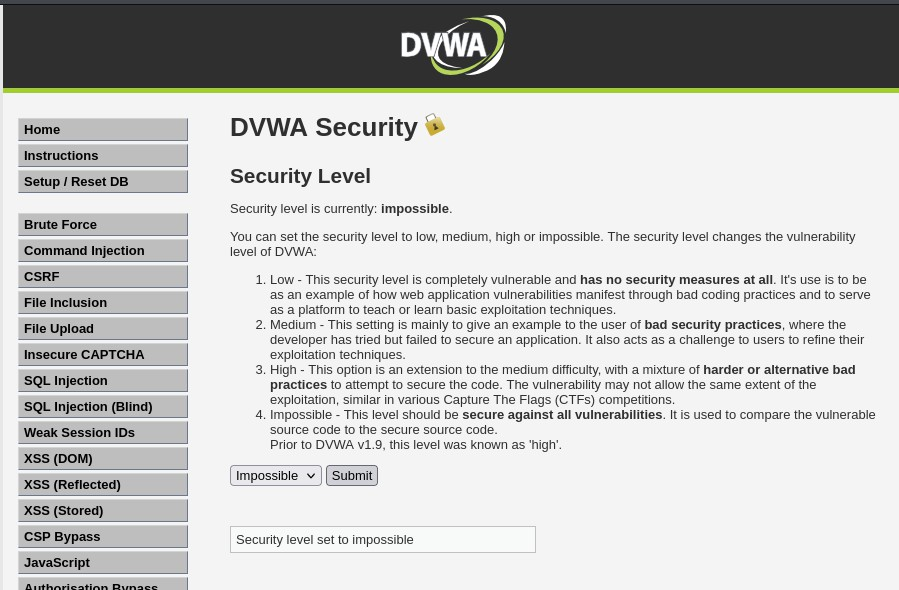 DVWA
Home
Instructions
Setup / Reset DB
Brute Force
Command Injection
CSRF
File Inclusion
File Upload
Insecure CAPTCHA
SQL Injection
SQL Injection (Blind)
Weak Session IDs
XSS (DOM)
XSS (Reflected)
XSS (Stored)
CSP Bypass
JavaScript
Authorisation Bypass
DVWA Security
Security Level
Security level is currently: impossible.
You can set the security level to low, medium, high or impossible. The security level changes the vulnerability
level of DVWA:
1. Low - This security level is completely vulnerable and has no security measures at all. It's use is to be
as an example of how web application vulnerabilities manifest through bad coding practices and to serve
as a platform to teach or learn basic exploitation techniques.
2. Medium - This setting is mainly to give an example to the user of bad security practices, where the
developer has tried but failed to secure an application. It also acts as a challenge to users to refine their
exploitation techniques.
3. High - This option is an extension to the medium difficulty, with a mixture of harder or alternative bad
practices to attempt to secure the code. The vulnerability may not allow the same extent of the
exploitation, similar in various Capture The Flags (CTFs) competitions.
4. Impossible - This level should be secure against all vulnerabilities. It is used to compare the vulnerable
source code to the secure source code.
Prior to DVWA v1.9, this level was known as 'high'.
Impossible Submit
Security level set to impossible